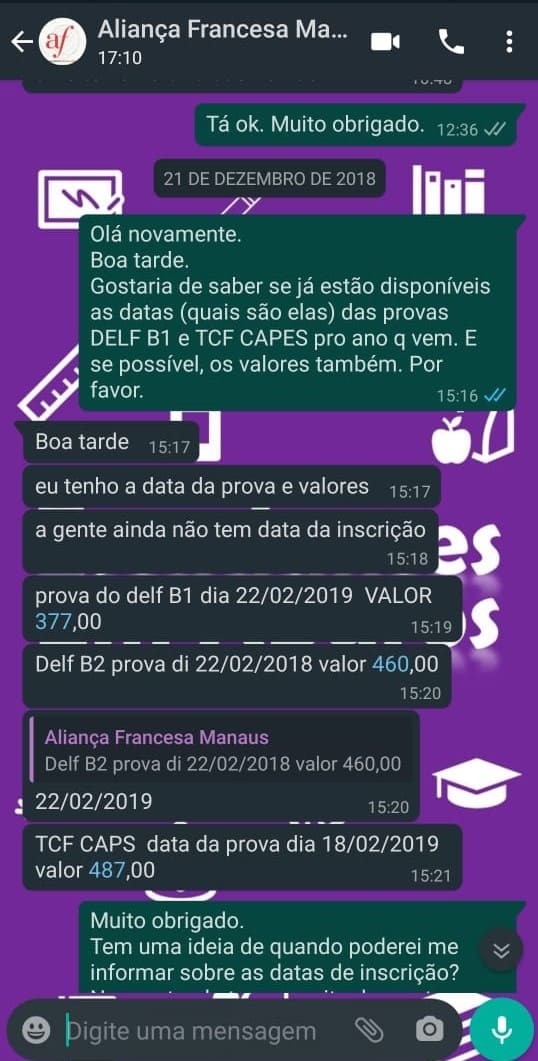 Aliança Francesa Ma...
af
17:10
Tá ok. Muito obrigado. 12:36
21 DE DEZEMBRO DE 2018
Olá novamente.
Boa tarde.
Gostaria de saber se já estão disponíveis
as datas (quais são elas) das provas
DELF B1 e TCF CAPES pro ano q vem. E
se possível, os valores também. Por
favor. 15:16
Boa tarde 15:17
eu tenho a data da prova e valores 15:17
a gente ainda não tem data da inscrição
15:18
prova do delf B1 dia 22/02/2019 VALOR
377,00 15:19
Delf B2 prova di 22/02/2018 valor 460,00
15:20
Aliança Francesa Manaus
Delf B2 prova di 22/02/2018 valor 460,00
22/02/2019 15:20
TCF CAPS data da prova dia 18/02/2019
valor 487,00 15:21
Muito obrigado.
Tem uma ideia de quando poderei me
informar sobre as datas de inscrição?
Digite uma mensagem